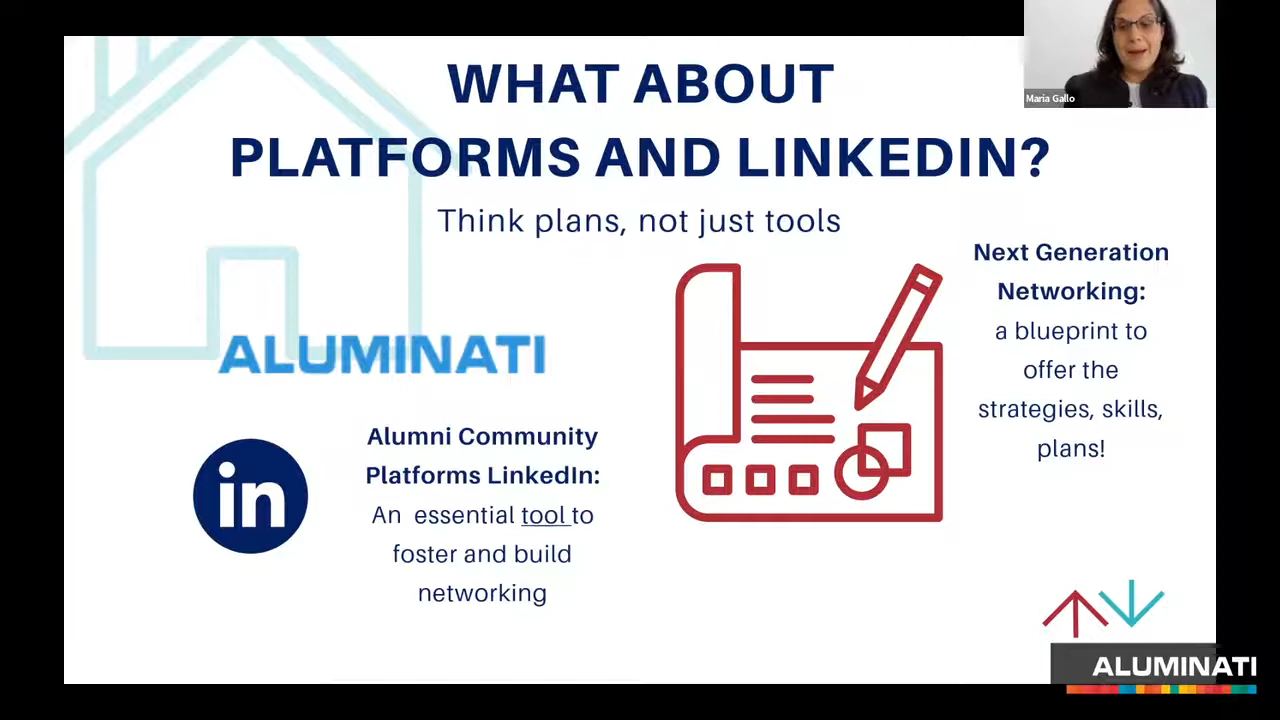 WHAT ABOUT
PLATFORMS AND LINKEDIN?
Think plans, not just tools
Maria Gallo
ALUMINATI
in
Alumni Community
Platforms LinkedIn:
An essential tool to
foster and build
networking
Next Generation
Networking:
a blueprint to
offer the
strategies, skills,
plans!
ALUMINATI